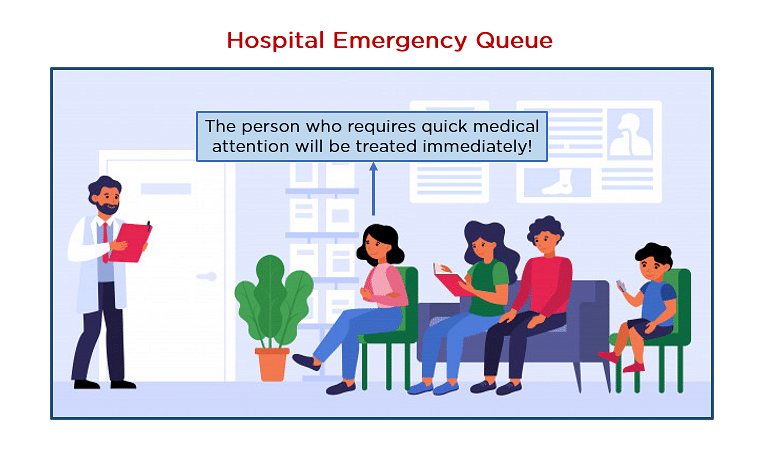 Hospital Emergency Queue
The person who requires quick medical
attention will be treated immediately!